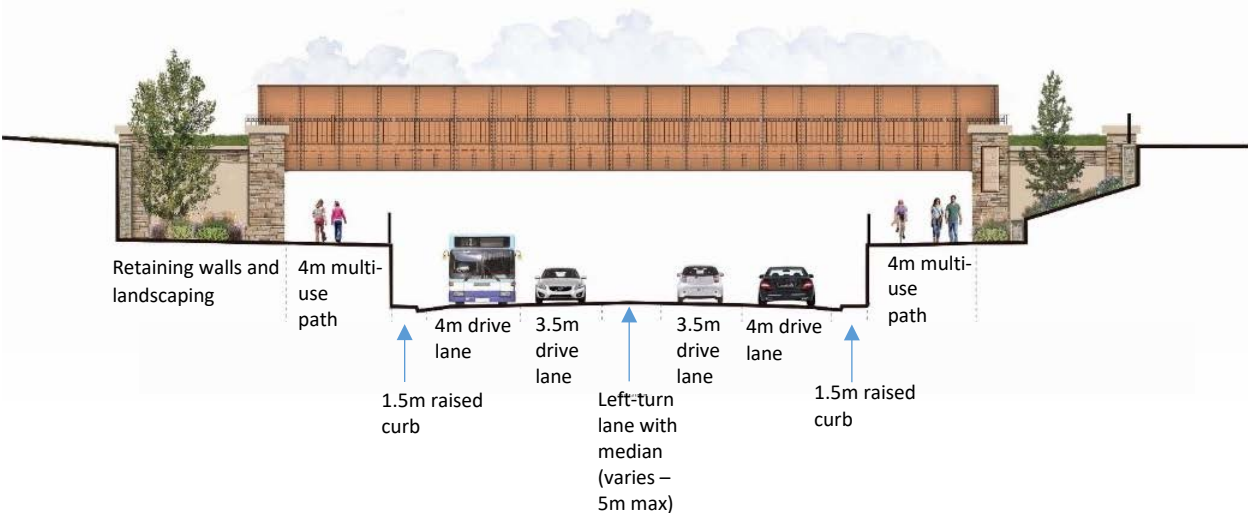 Retaining walls and
landscaping
4m multi-
use
path
1.5m raised
curb
4m drive
lane
3.5m
drive
lane
Left-turn
lane with
median
(varies –
5m max)
3.5m
drive
lane
4m drive
lane
1.5m raised
curb
4m multi-
use
path